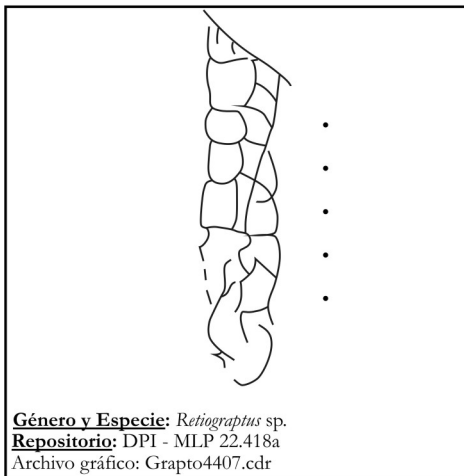 Género y Especie: Retiograptus sp.
Repositorio: DPI - MLP 22.418a
Archivo gráfico: Grapto4407.cdr